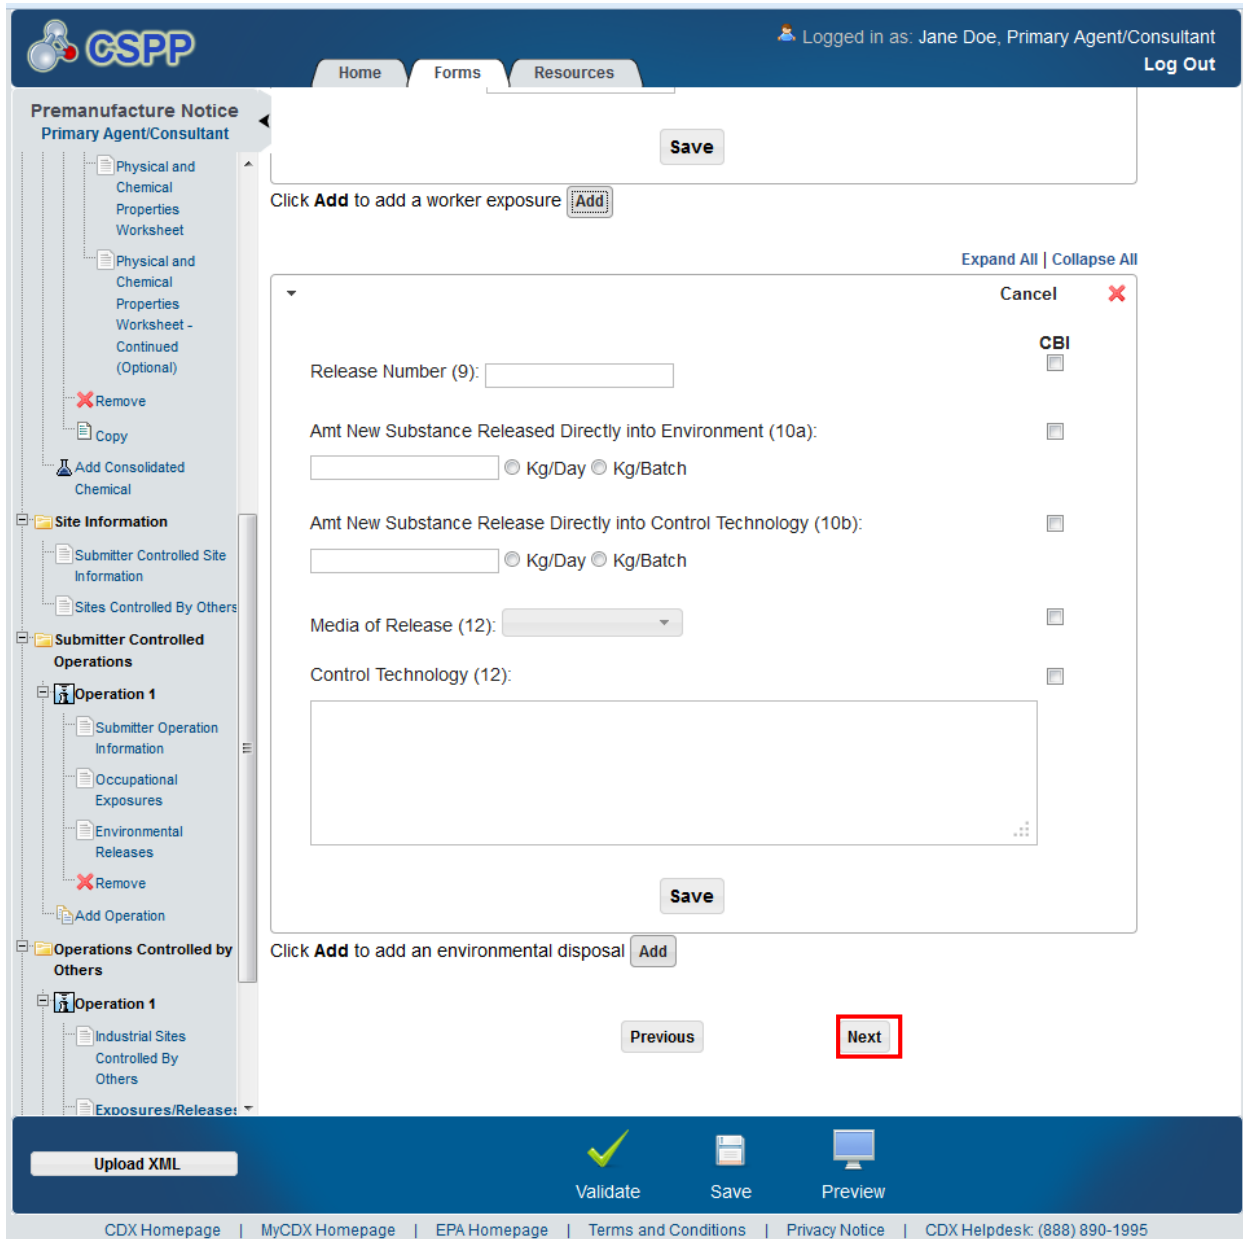 CSPP
Logged in as: Jane Doe, Primary Agent/Consultant
Log Out
Home
Forms
Resources
Premanufacture Notice
Primary Agent/Consultant
Physical and
Chemical
Properties
Worksheet
Physical and
Chemical
Properties
Worksheet -
Continued
(Optional)
Remove
Copy
Add Consolidated
Chemical
Site Information
Submitter Controlled Site
Information
Sites Controlled By Others
Submitter Controlled
Operations
Operation 1
Submitter Operation
Information
Occupational
Exposures
Environmental
Releases
Remove
Add Operation
Operations Controlled by
Others
Operation 1
Industrial Sites
Controlled By
Others
Exposures/Releases
Save
Click Add to add a worker exposure Add
Expand All | Collapse All
Cancel
CBI
Release Number (9):
Amt New Substance Released Directly into Environment (10a):
Kg/Day Kg/Batch
Amt New Substance Release Directly into Control Technology (10b):
Kg/Day Kg/Batch
Media of Release (12):
Control Technology (12):
Save
Click Add to add an environmental disposal Add
Previous
Next
Upload XML
Validate
Save
Preview
CDX Homepage | MyCDX Homepage | EPA Homepage | Terms and Conditions | Privacy Notice | CDX Helpdesk: (888) 890-1995